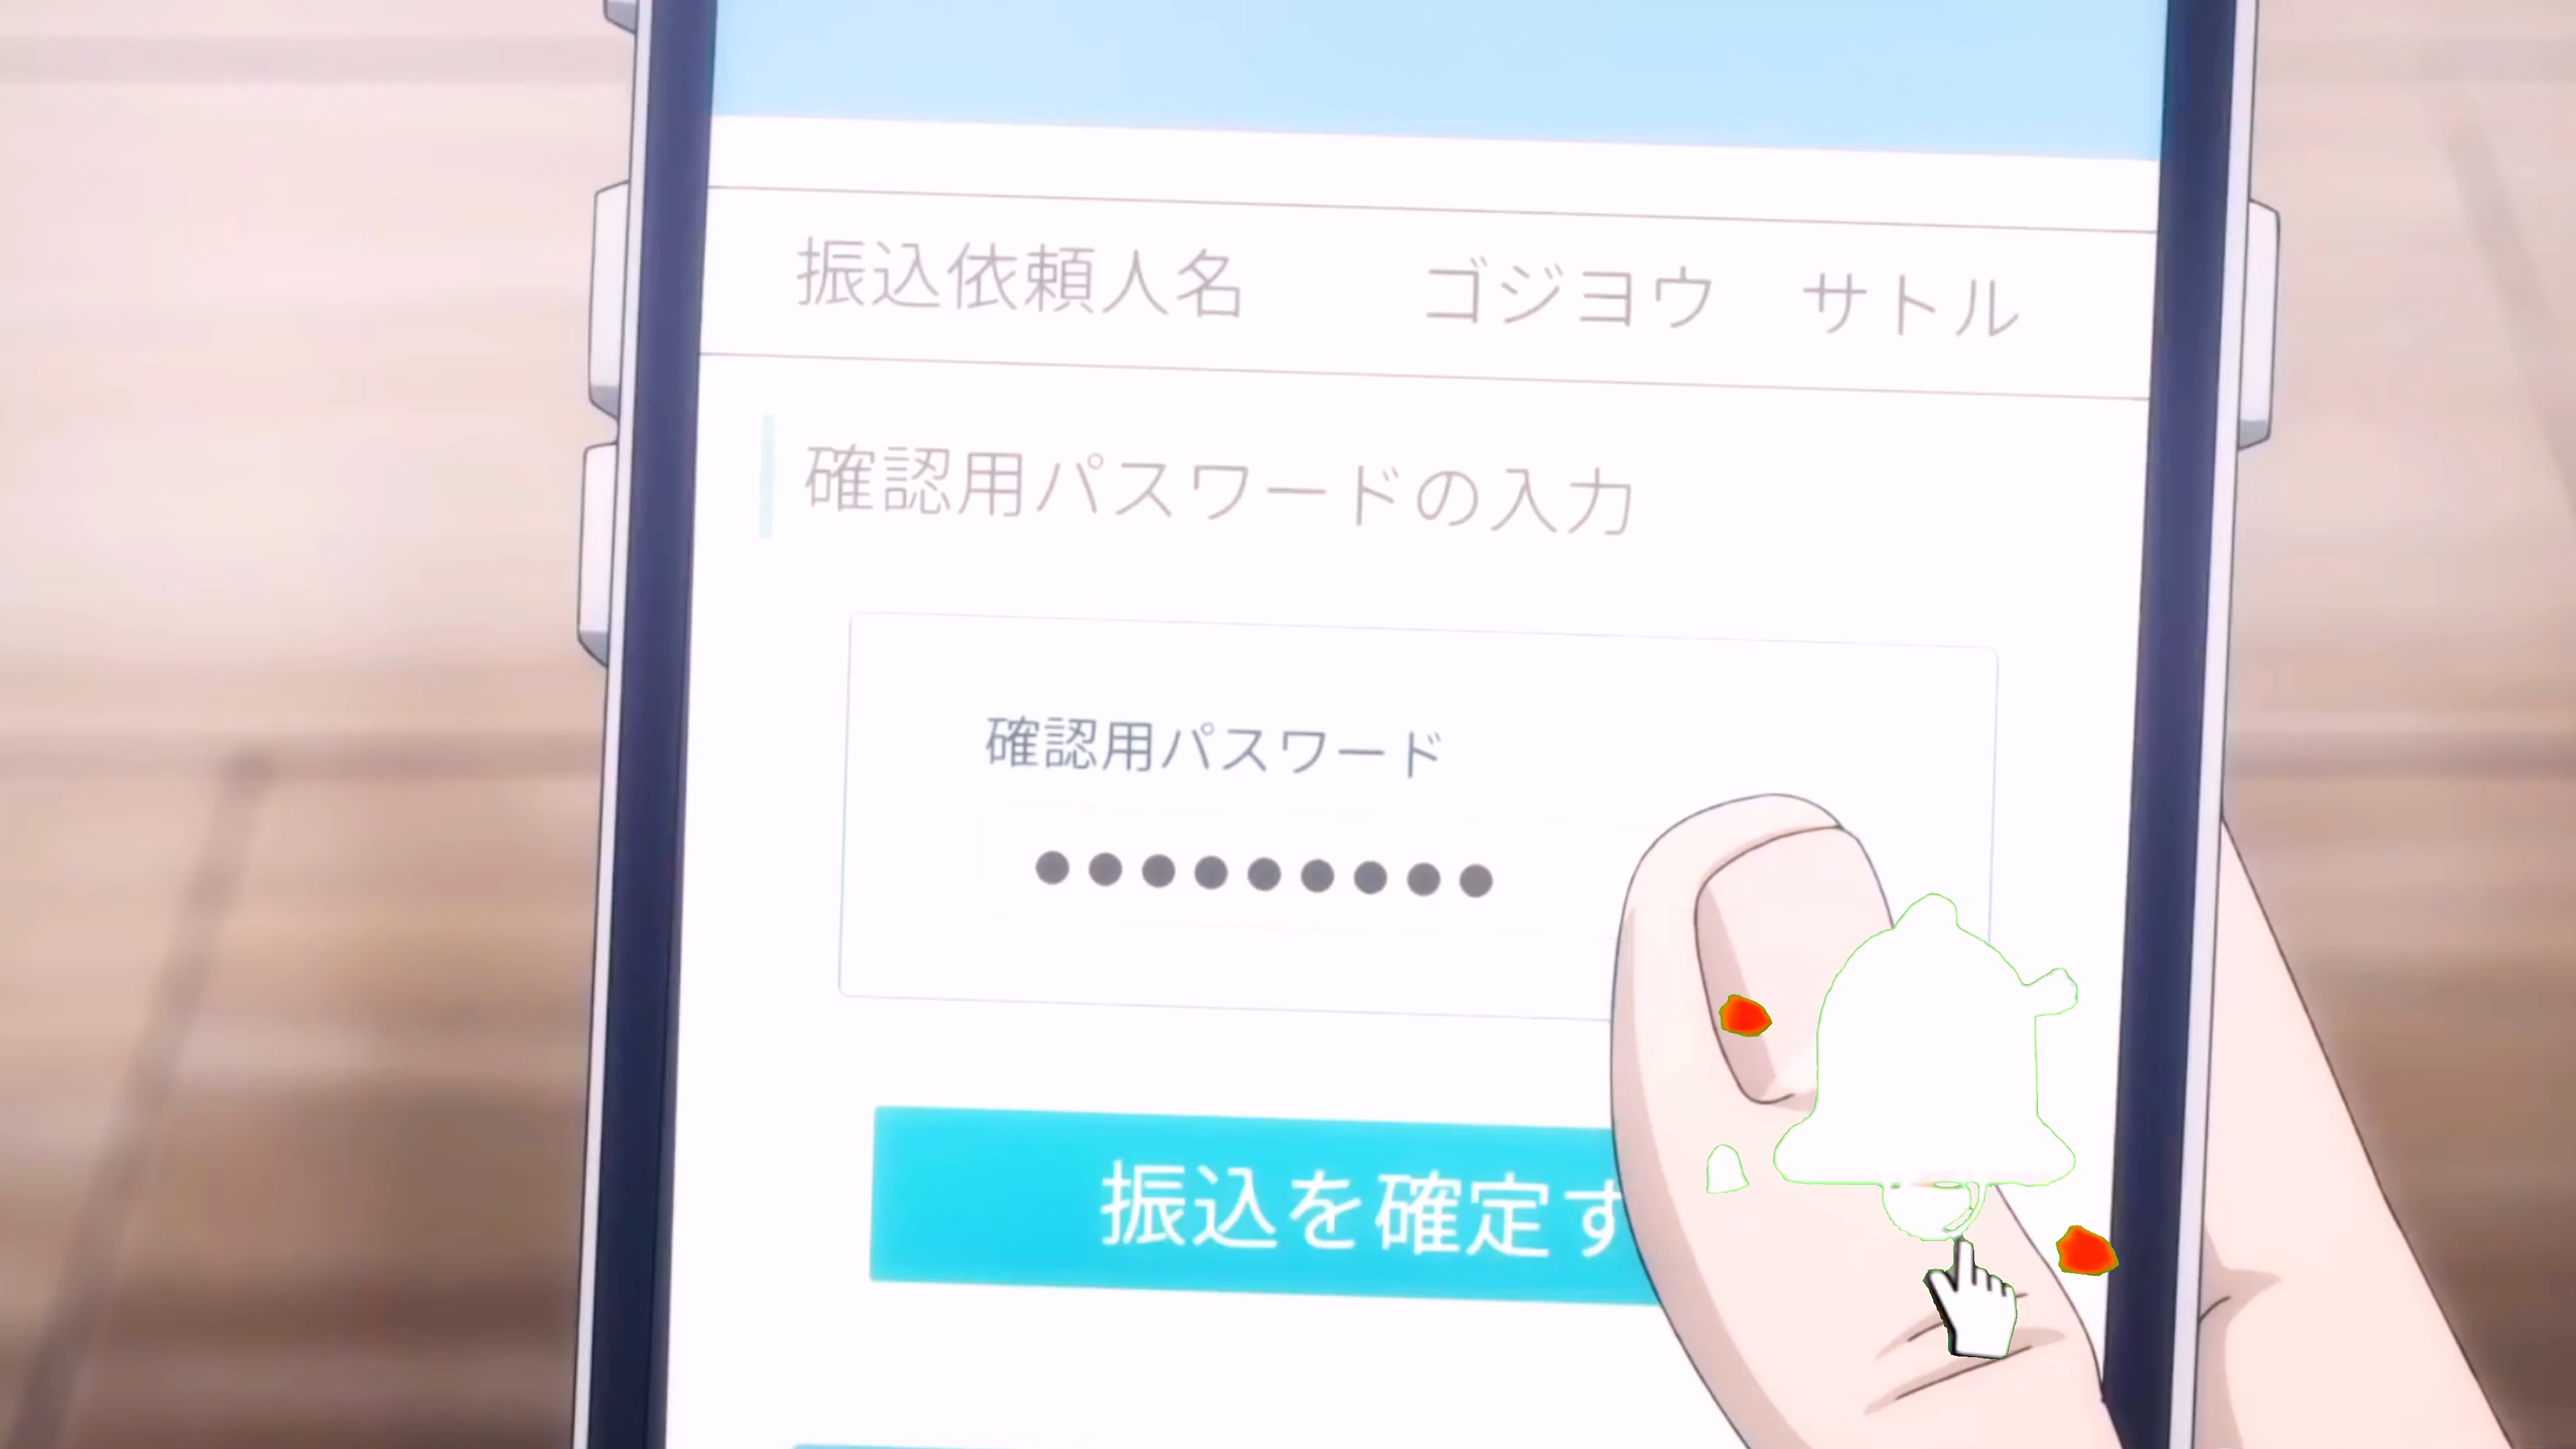 振込依頼人名 ゴジヨウ サトル
確認用パスワードの入力
確認用パスワード
●●●●●●●●●
振込を確定す